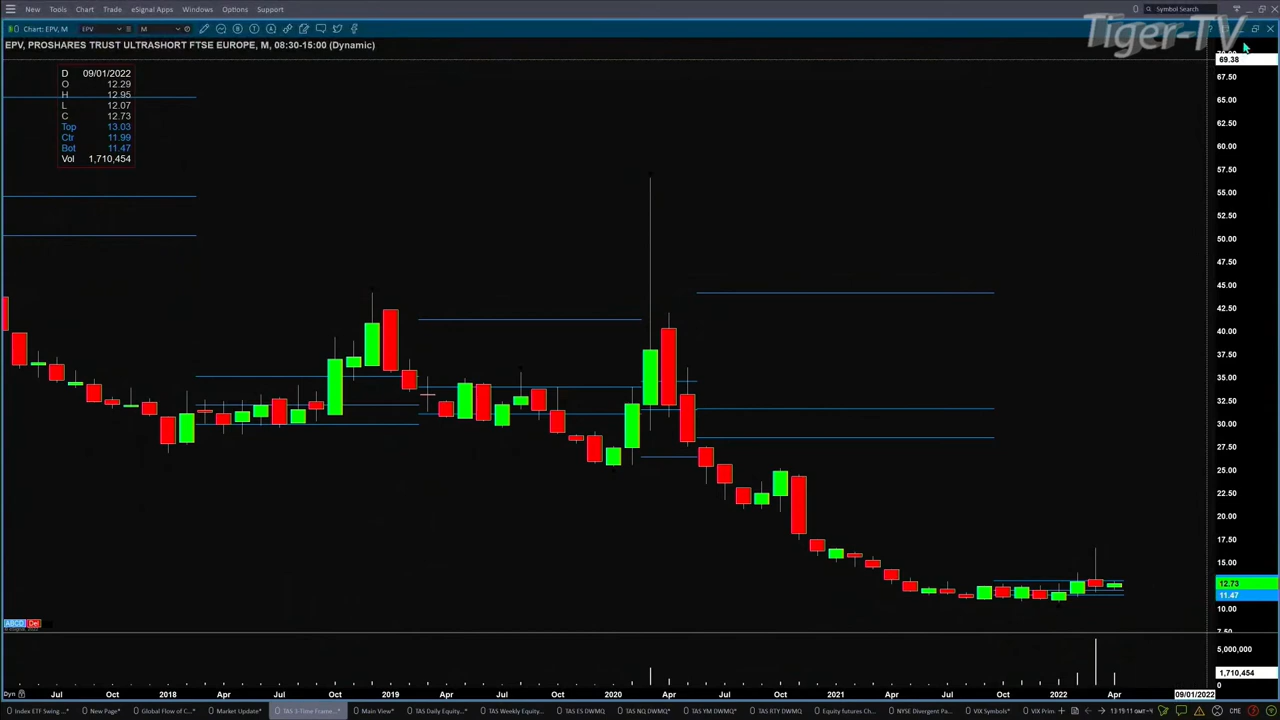 New Tools Chart Trade eSignal Apps Windows Options Support
0 Symbol Search
Chart: EPV, M EPV M
Tiger-TV
EPV, PROSHARES TRUST ULTRASHORT FTSE EUROPE, M, 08:30-15:00 (Dynamic)
D 09/01/2022
O 12.29
H 12.95
L 12.07
C 12.73
Top 13.03
Ctr 11.99
Bot 11.47
Vol 1,710,454
69.38
67.50
65.00
62.50
60.00
57.50
55.00
52.50
50.00
47.50
45.00
42.50
40.00
37.50
35.00
32.50
30.00
27.50
25.00
22.50
20.00
17.50
15.00
12.73
11.47
10.00
7.50
5,000,000
1,710,454
0
ABCD Del
© eSignal, 2022
Dyn Jul Oct 2018 Apr Jul Oct 2019 Apr Jul Oct 2020 Apr Jul Oct 2021 Apr Jul Oct 2022 Apr 09/01/2022
Index ETF Swing ...* New Page* Global Flow of C...* Market Update* TAS 3-Time Frame...* Main View* TAS Daily Equity...* TAS Weekly Equity... TAS ES DWMQ TAS NQ DWMQ* TAS YM DWMQ* TAS RTY DWMQ Equity futures Ch... NYSE Divergent Pa... VIX Symbols* VIX Prim 13:15:11 GMT-4 CME